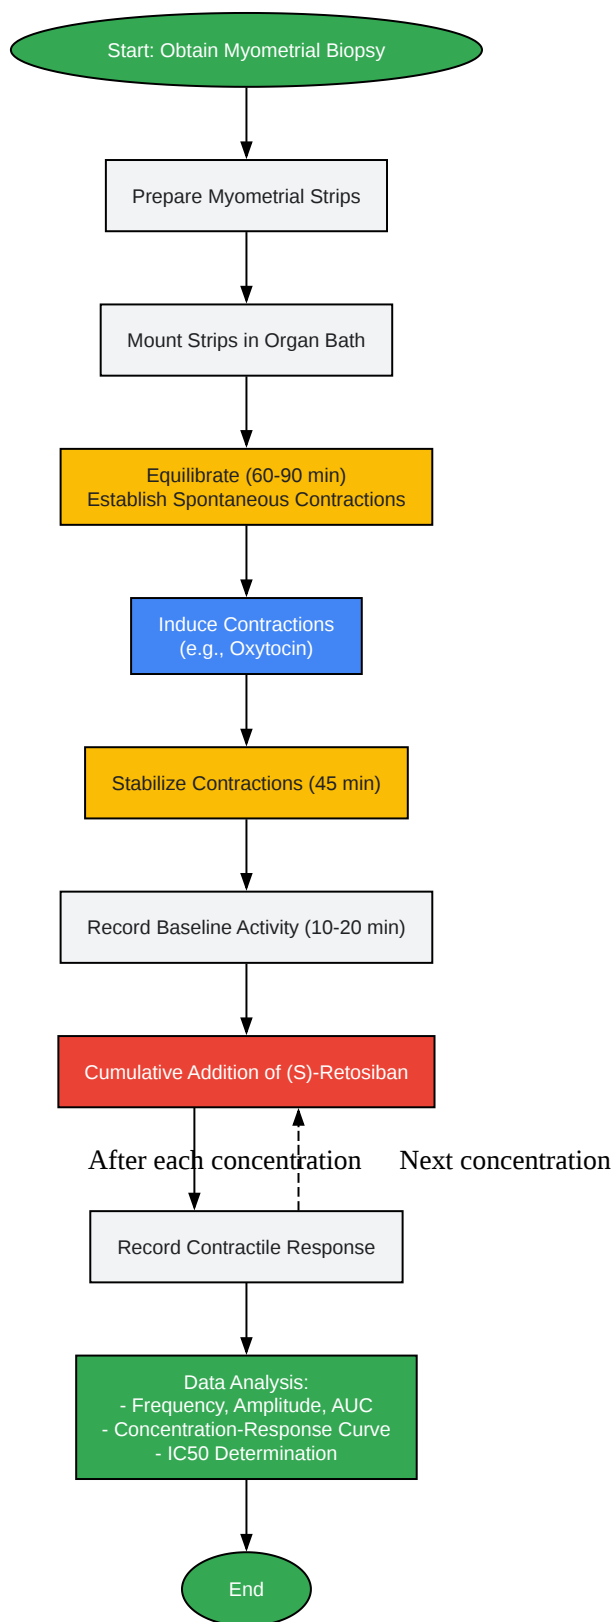 Start: Obtain Myometrial Biopsy
Prepare Myometrial Strips
Mount Strips in Organ Bath
Equilibrate (60-90 min)
Establish Spontaneous Contractions
Induce Contractions
(e.g., Oxytocin)
Stabilize Contractions (45 min)
Record Baseline Activity (10-20 min)
Cumulative Addition of (S)-Retosiban
After each concentration
Next concentration
Record Contractile Response
Data Analysis:
- Frequency, Amplitude, AUC
- Concentration-Response Curve
- IC50 Determination
End